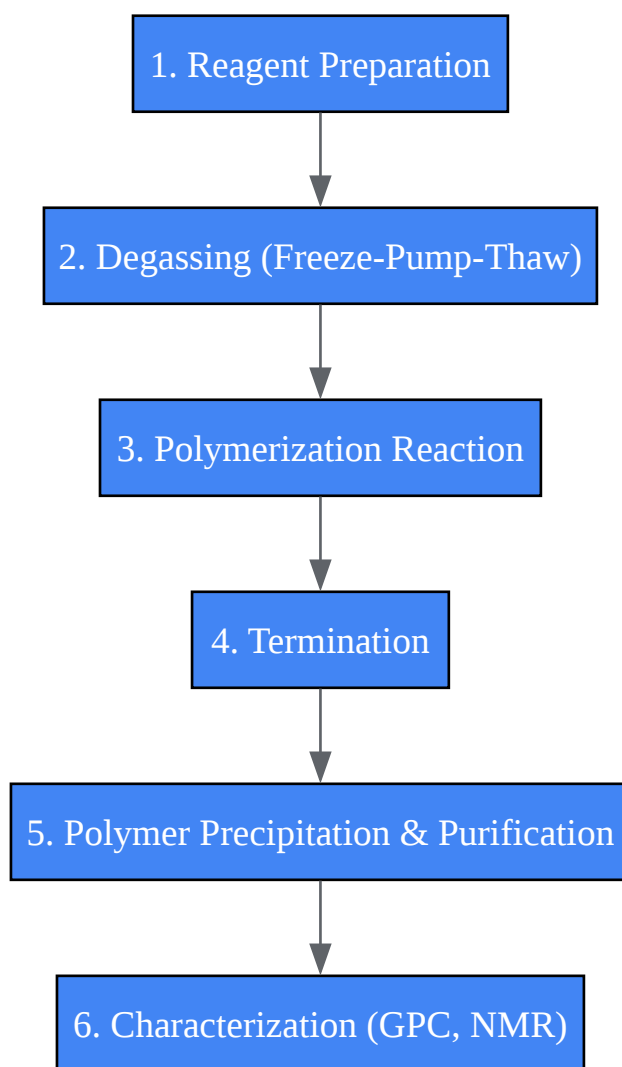 1. Reagent Preparation
2. Degassing (Freeze-Pump-Thaw)
3. Polymerization Reaction
4. Termination
5. Polymer Precipitation & Purification
6. Characterization (GPC, NMR)